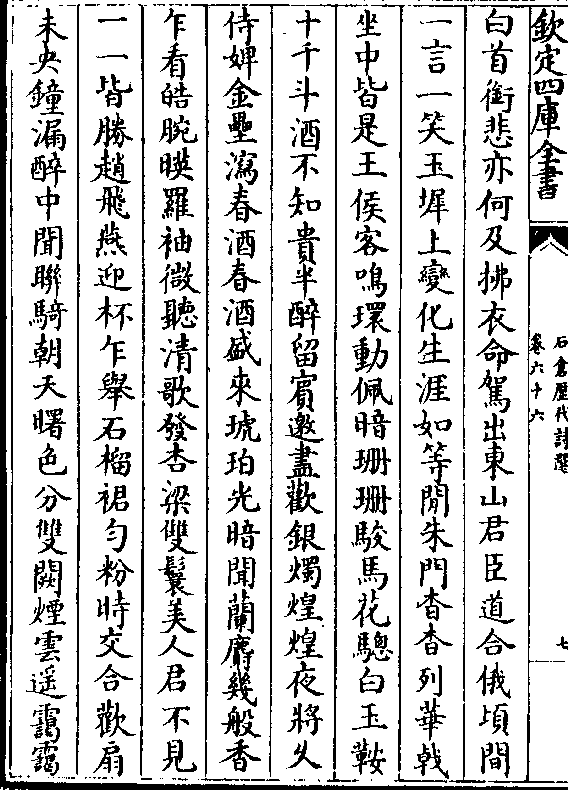 欽定四庫全書
石倉歷代詩選
卷六十六
七
白首銜悲亦何及拂衣命駕出東山君臣道合俄頃間
一言一笑玉墀上變化生涯如等閒朱門杳杳列華戟
坐中皆是王侯客鳴環動佩暗珊珊駿馬花驄白玉鞍
十千斗酒不知貴半醉留賓邀盡歡銀燭煌煌夜將久
侍婢金罍瀉春酒春酒盛來琥珀光暗聞蘭麝幾般香
乍看皓腕暎羅袖微聽清歌發杏梁雙鬟美人君不見
一一皆勝趙飛燕迎杯乍舉石榴裙勻粉時交合歡扇
未央鐘漏醉中聞聯騎朝天曙色分雙闕煙雲遥靄靄